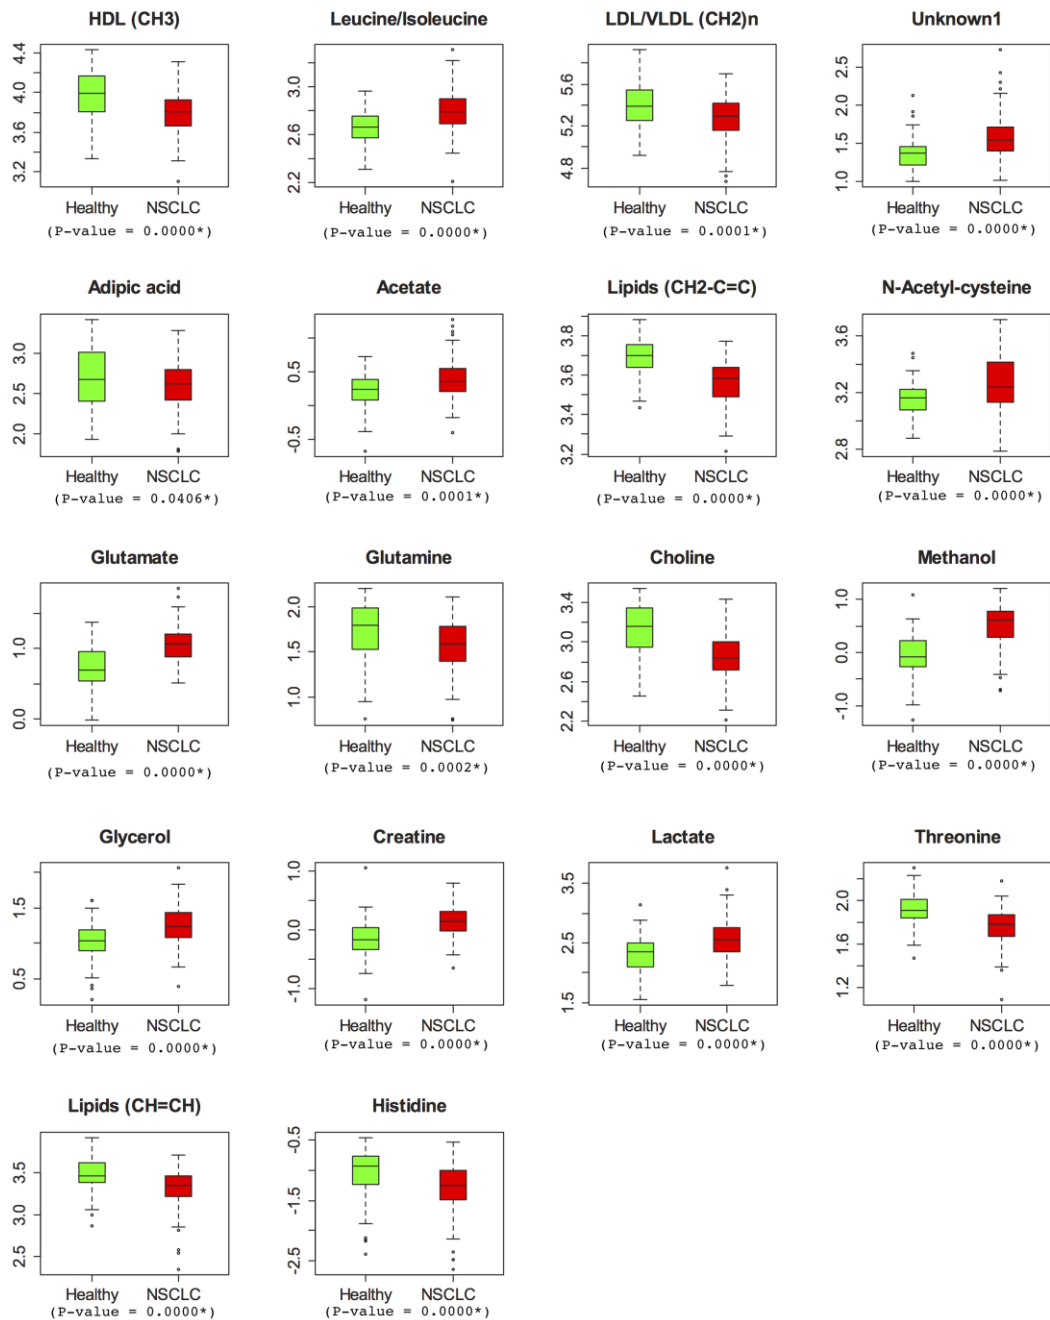 HDL (CH3)
Leucine/Isoleucine
LDL/VLDL (CH2)n
Unknown1
4.4
4.0
3.6
3.2
3.0
2.6
2.2
5.6
5.2
4.8
2.5
2.0
1.5
1.0
Healthy NSCLC
Healthy NSCLC
Healthy NSCLC
Healthy NSCLC
(P-value = 0.0000*)
(P-value = 0.0000*)
(P-value = 0.0001*)
(P-value = 0.0000*)
Adipic acid
Acetate
Lipids (CH2-C=C)
N-Acetyl-cysteine
3.0
2.5
2.0
0.5
-0.5
3.8
3.6
3.4
3.2
3.6
3.2
2.8
Healthy NSCLC
Healthy NSCLC
Healthy NSCLC
Healthy NSCLC
(P-value = 0.0406*)
(P-value = 0.0001*)
(P-value = 0.0000*)
(P-value = 0.0000*)
Glutamate
Glutamine
Choline
Methanol
1.0
0.0
2.0
1.5
1.0
3.4
3.0
2.6
2.2
1.0
0.0
-1.0
Healthy NSCLC
Healthy NSCLC
Healthy NSCLC
Healthy NSCLC
(P-value = 0.0000*)
(P-value = 0.0002*)
(P-value = 0.0000*)
(P-value = 0.0000*)
Glycerol
Creatine
Lactate
Threonine
1.5
0.5
1.0
0.0
-1.0
3.5
2.5
1.5
2.0
1.6
1.2
Healthy NSCLC
Healthy NSCLC
Healthy NSCLC
Healthy NSCLC
(P-value = 0.0000*)
(P-value = 0.0000*)
(P-value = 0.0000*)
(P-value = 0.0000*)
Lipids (CH=CH)
Histidine
3.5
3.0
2.5
-0.5
-1.5
-2.5
Healthy NSCLC
Healthy NSCLC
(P-value = 0.0000*)
(P-value = 0.0000*)